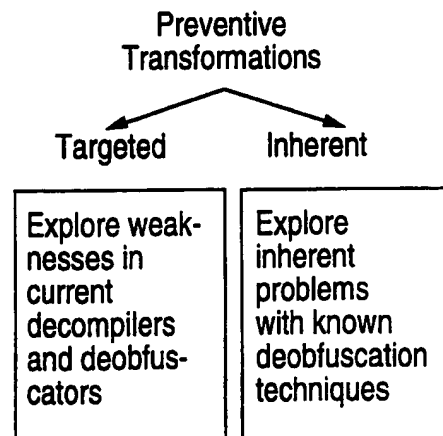 Preventive
Transformations
Targeted
Inherent
Explore weak-
nesses in
current
decompilers
and deobfus-
cators
Explore
inherent
problems
with known
deobfuscation
techniques